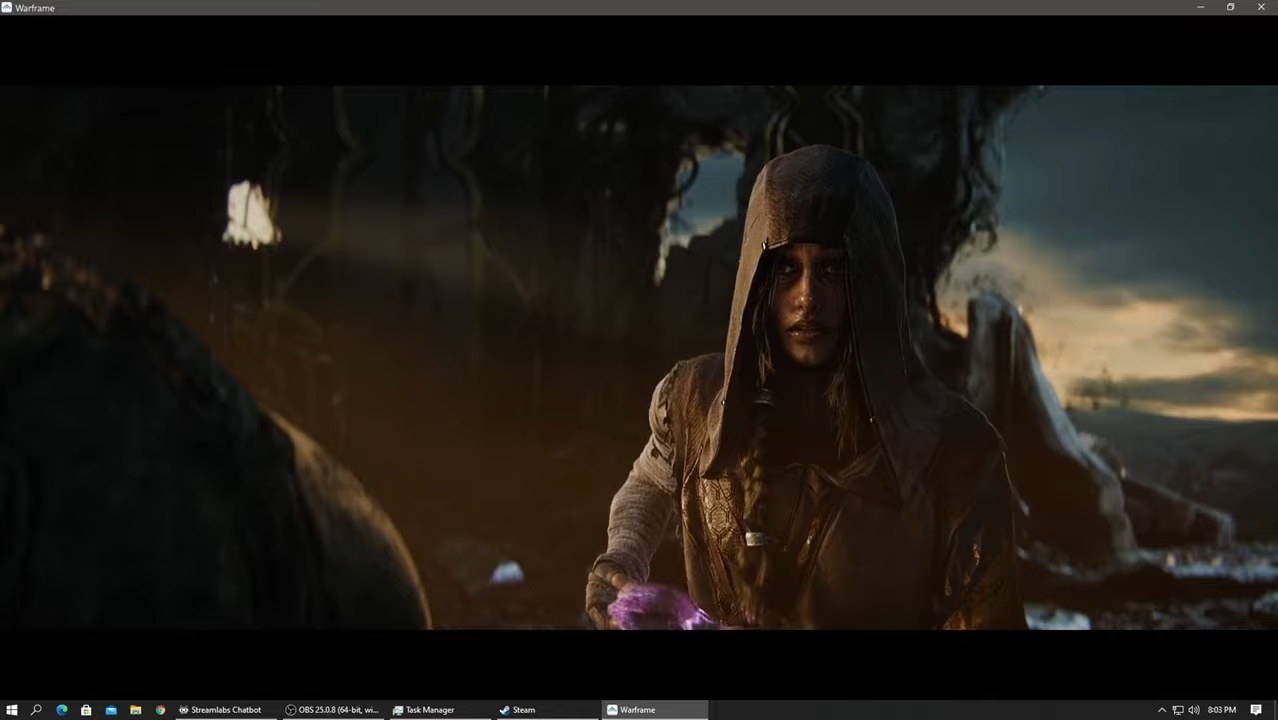 Warframe
Streamlabs Chatbot
OBS 25.0.8 (64-bit, wi...
Task Manager
Steam
Warframe
8:03 PM